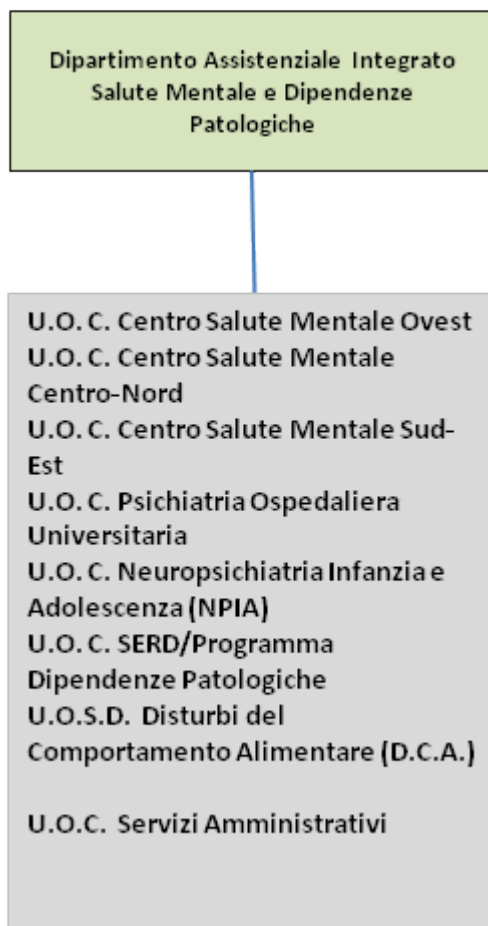 Dipartimento Assistenziale Integrato
Salute Mentale e Dipendenze
Patologiche
U.O. C. Centro Salute Mentale Ovest
U.O. C. Centro Salute Mentale
Centro-Nord
U.O. C. Centro Salute Mentale Sud-
Est
U.O. C. Psichiatria Ospedaliera
Universitaria
U.O. C. Neuropsichiatria Infanzia e
Adolescenza (NPIA)
U.O. C. SERD/Programma
Dipendenze Patologiche
U.O.S.D. Disturbi del
Comportamento Alimentare (D.C.A.)
U.O.C. Servizi Amministrativi